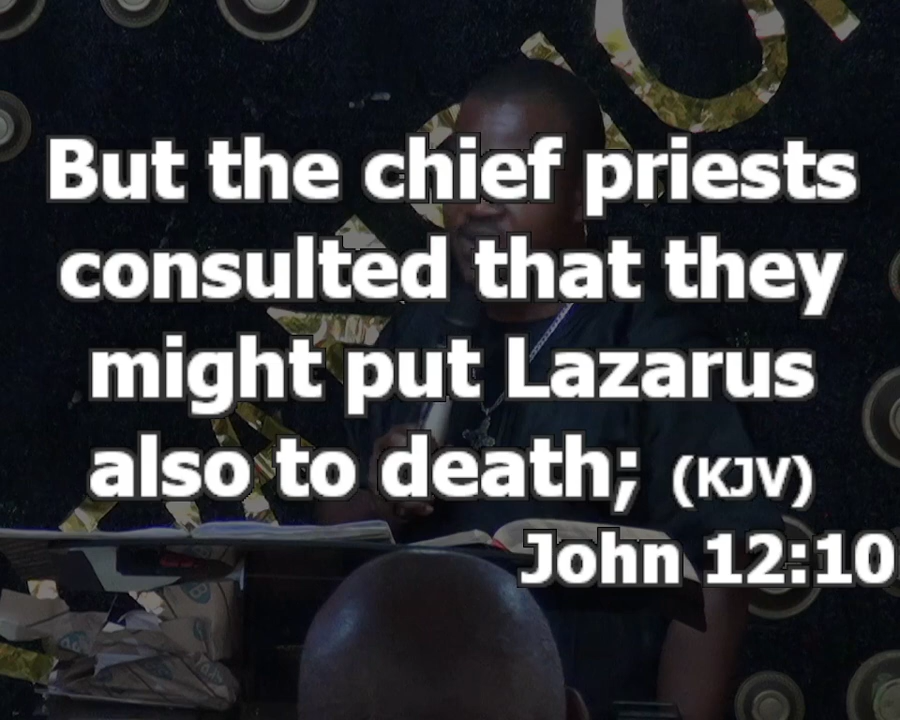 But the chief priests
consulted that they
might put Lazarus
also to death; (KJV)
John 12:10